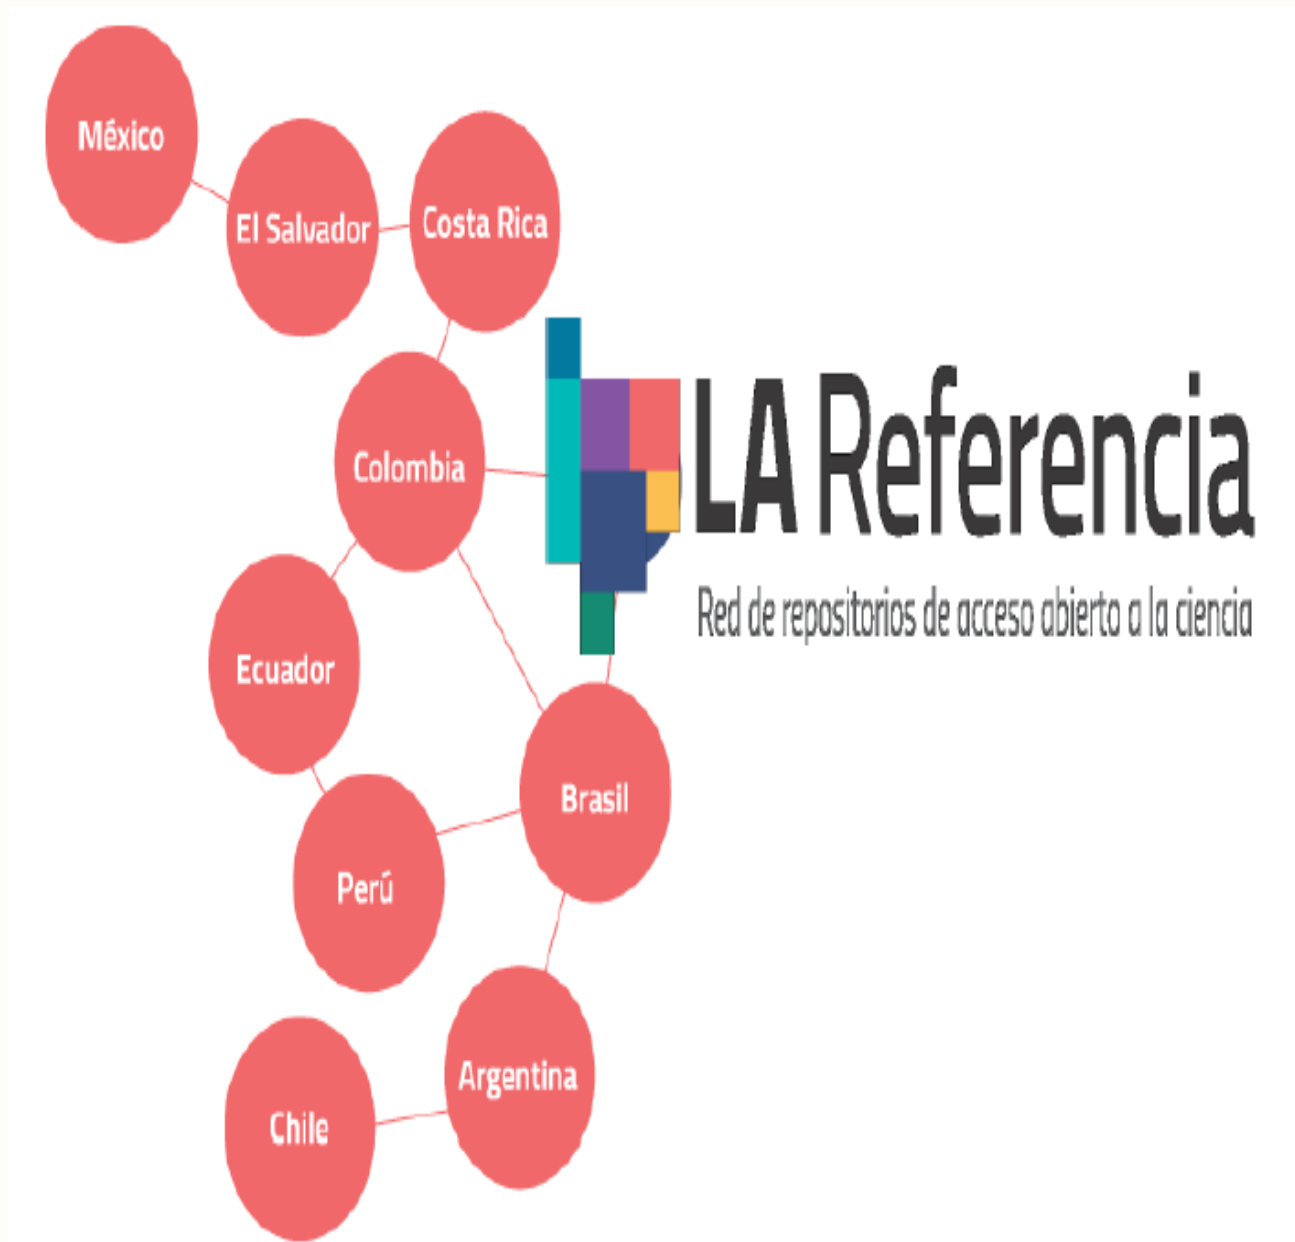 México
El Salvador
Costa Rica
Colombia
LA Referencia
Red de repositorios de acceso abierto a la ciencia
Ecuador
Brasil
Perú
Argentina
Chile